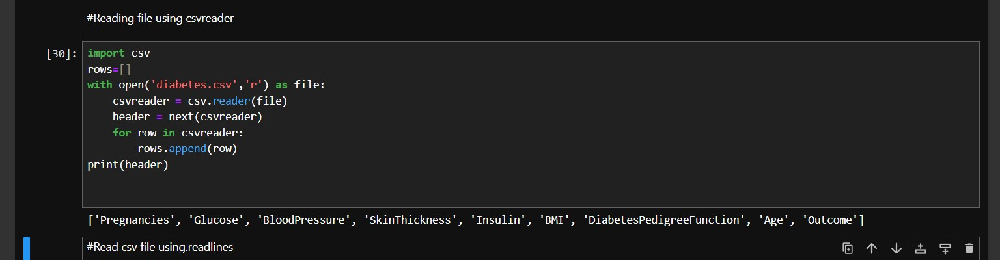 #Reading file using csvreader
[30]:
import csv
rows=[]
with open('diabetes.csv','r') as file:
    csvreader = csv.reader(file)
    header = next(csvreader)
    for row in csvreader:
        rows.append(row)
print(header)
['Pregnancies', 'Glucose', 'BloodPressure', 'SkinThickness', 'Insulin', 'BMI', 'DiabetesPedigreeFunction', 'Age', 'Outcome']
#Read csv file using.readlines